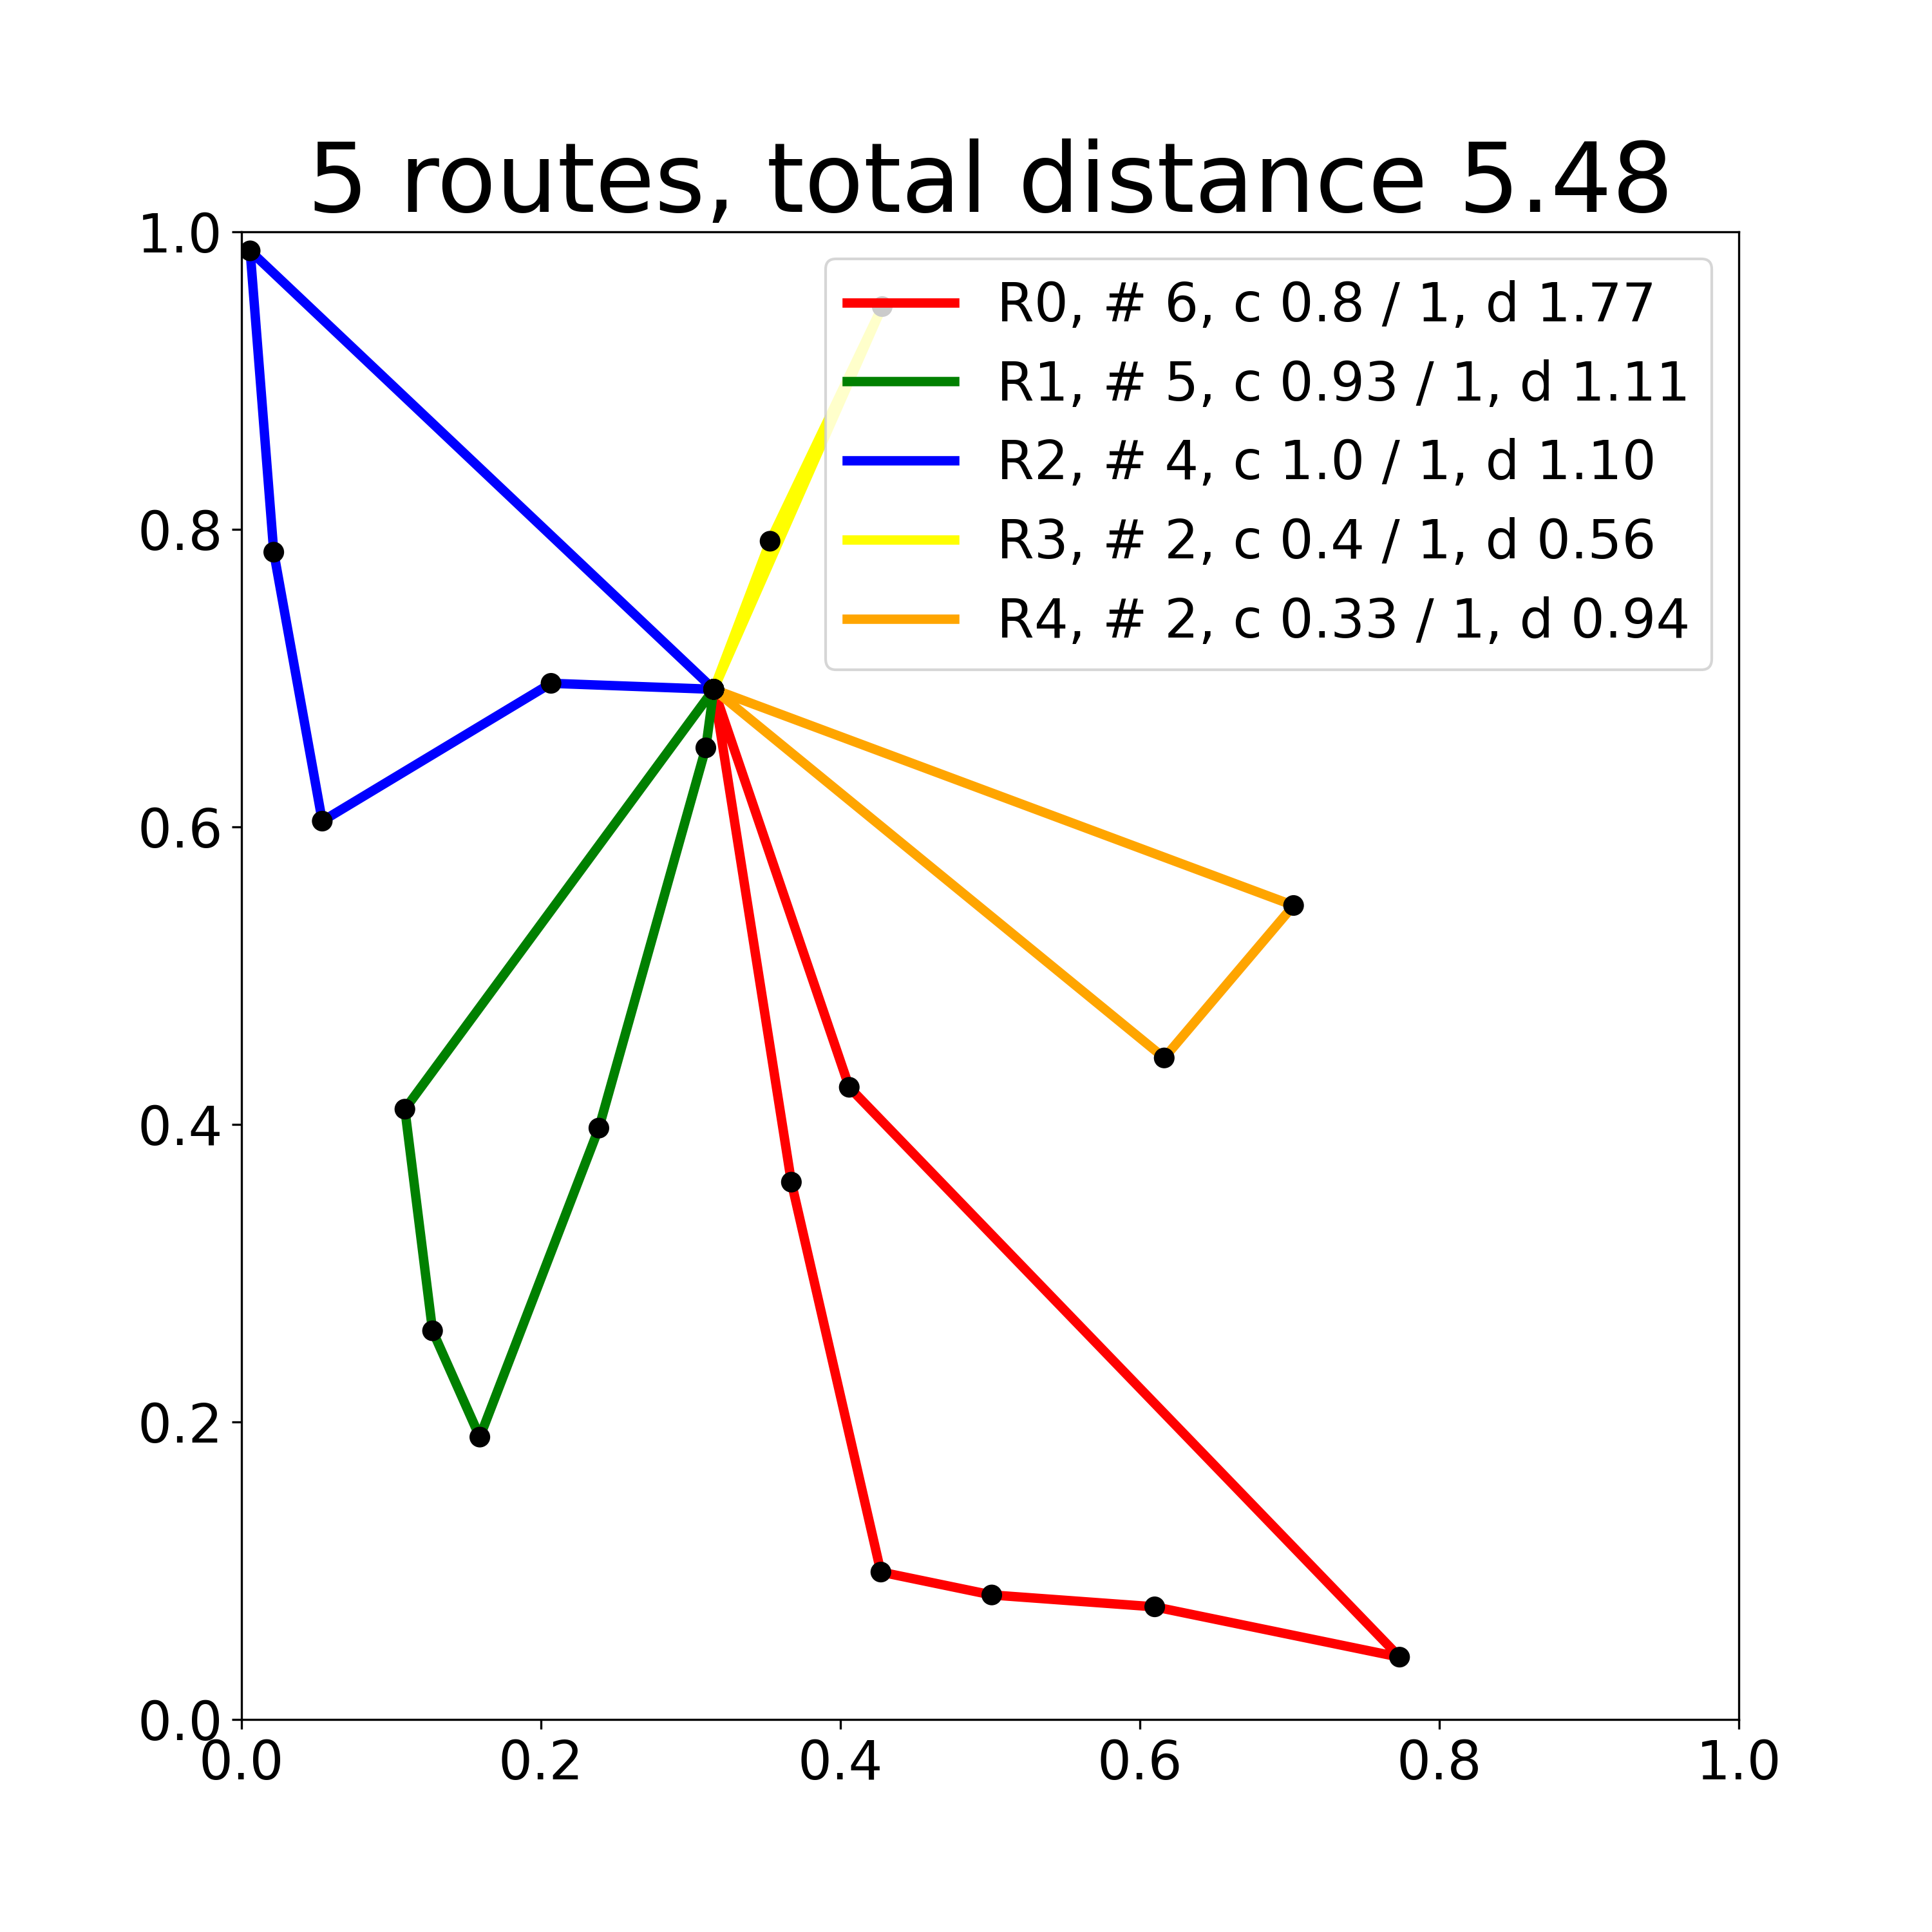 5 routes, total distance 5.48
R0, # 6, c 0.8 / 1, d 1.77
R1, # 5, c 0.93 / 1, d 1.11
R2, # 4, c 1.0 / 1, d 1.10
R3, # 2, c 0.4 / 1, d 0.56
R4, # 2, c 0.33 / 1, d 0.94
1.0
0.8
0.6
0.4
0.2
0.0
0.0 0.2 0.4 0.6 0.8 1.0